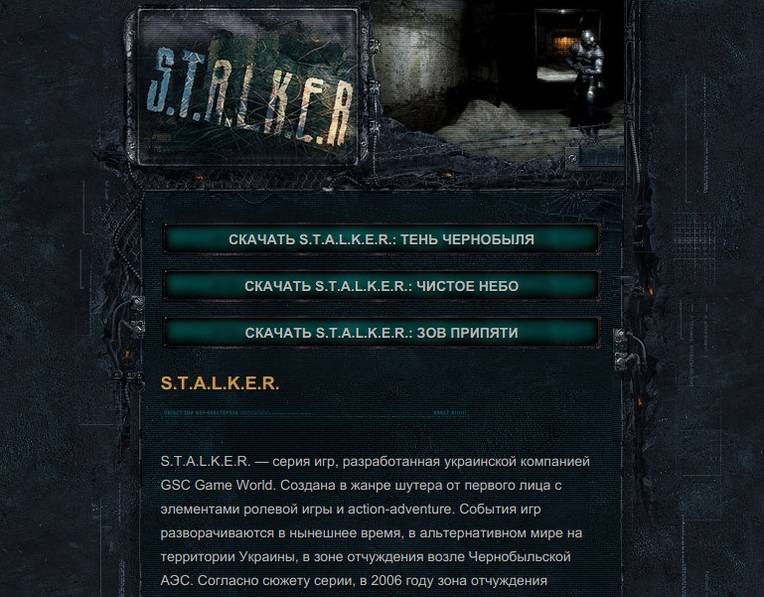 S.T.A.L.K.E.R
СКАЧАТЬ S.T.A.L.K.E.R.: ТЕНЬ ЧЕРНОБЫЛЯ
СКАЧАТЬ S.T.A.L.K.E.R.: ЧИСТОЕ НЕБО
СКАЧАТЬ S.T.A.L.K.E.R.: ЗОВ ПРИПЯТИ
S.T.A.L.K.E.R.
S.T.A.L.K.E.R. — серия игр, разработанная украинской компанией
GSC Game World. Создана в жанре шутера от первого лица с
элементами ролевой игры и action-adventure. События игр
разворачиваются в нынешнее время, в альтернативном мире на
территории Украины, в зоне отчуждения возле Чернобыльской
АЭС. Согласно сюжету серии, в 2006 году зона отчуждения